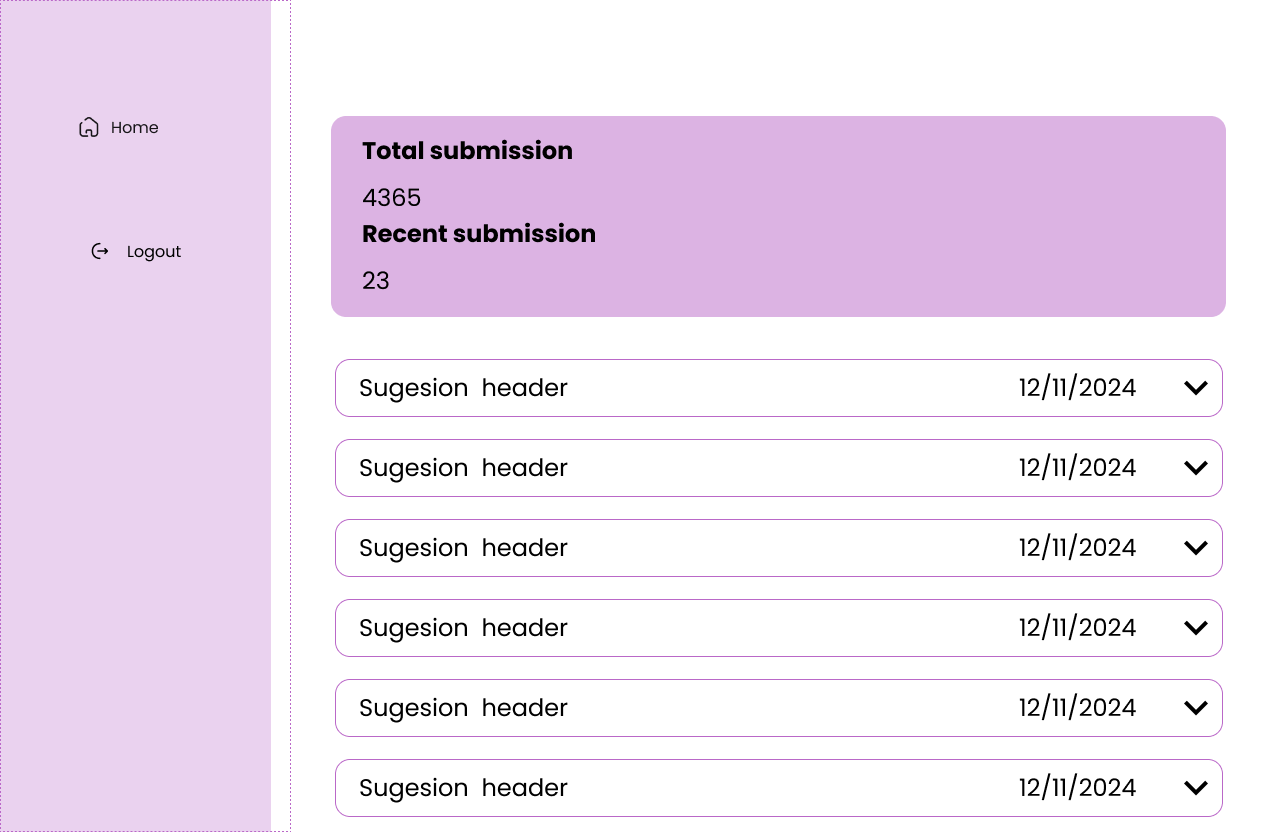 Home
Logout
Total submission
4365
Recent submission
23
Sugesion header 12/11/2024
Sugesion header 12/11/2024
Sugesion header 12/11/2024
Sugesion header 12/11/2024
Sugesion header 12/11/2024
Sugesion header 12/11/2024